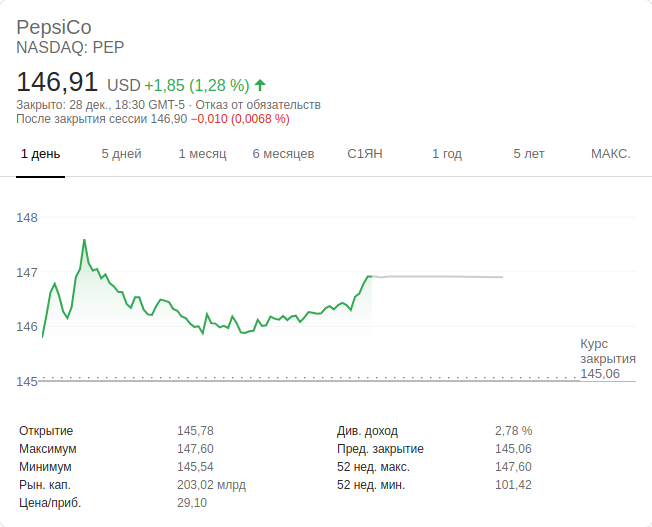 PepsiCo
NASDAQ: PEP
146,91 USD +1,85 (1,28 %)
Закрыто: 28 дек., 18:30 GMT-5 · Отказ от обязательств
После закрытия сессии 146,90 −0,010 (0,0068 %)
1 день 5 дней 1 месяц 6 месяцев С1ЯН 1 год 5 лет МАКС.
148
147
146
Курс
закрытия
145,06
145
Открытие 145,78 Див. доход 2,78 %
Максимум 147,60 Пред. закрытие 145,06
Минимум 145,54 52 нед. макс. 147,60
Рын. кап. 203,02 млрд 52 нед. мин. 101,42
Цена/приб. 29,10